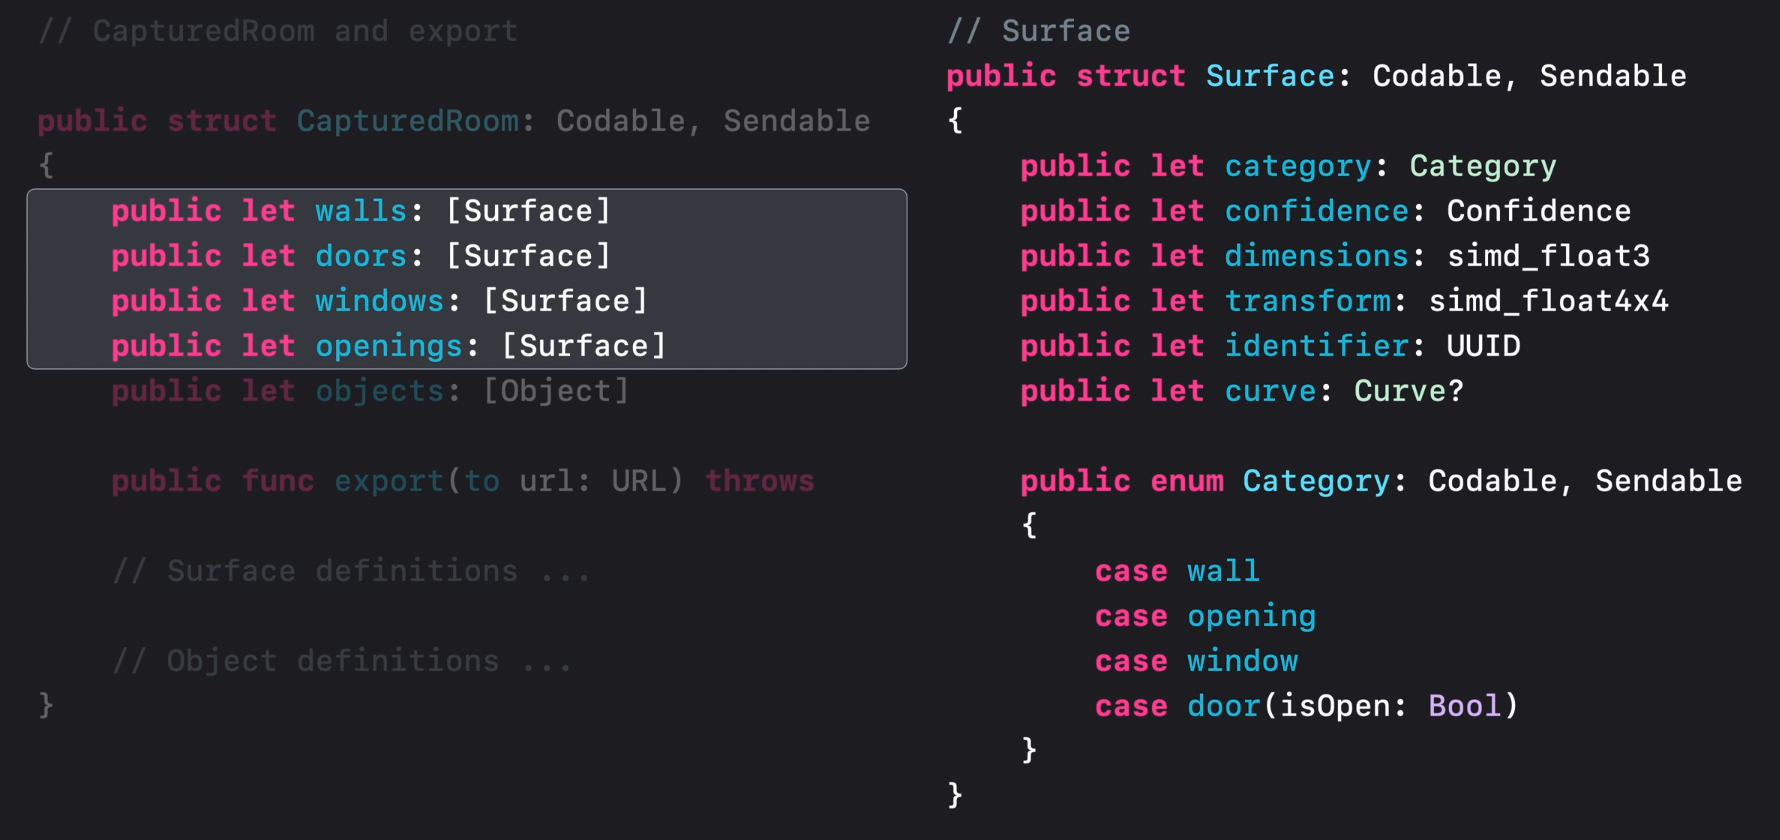 // CapturedRoom and export
public struct CapturedRoom: Codable, Sendable
{
public let walls: [Surface]
public let doors: [Surface]
public let windows: [Surface]
public let openings: [Surface]
public let objects: [Object]
public func export(to url: URL) throws
// Surface definitions ...
// Object definitions ...
}
// Surface
public struct Surface: Codable, Sendable
{
public let category: Category
public let confidence: Confidence
public let dimensions: simd_float3
public let transform: simd_float4x4
public let identifier: UUID
public let curve: Curve?
public enum Category: Codable, Sendable
{
case wall
case opening
case window
case door(isOpen: Bool)
}
}